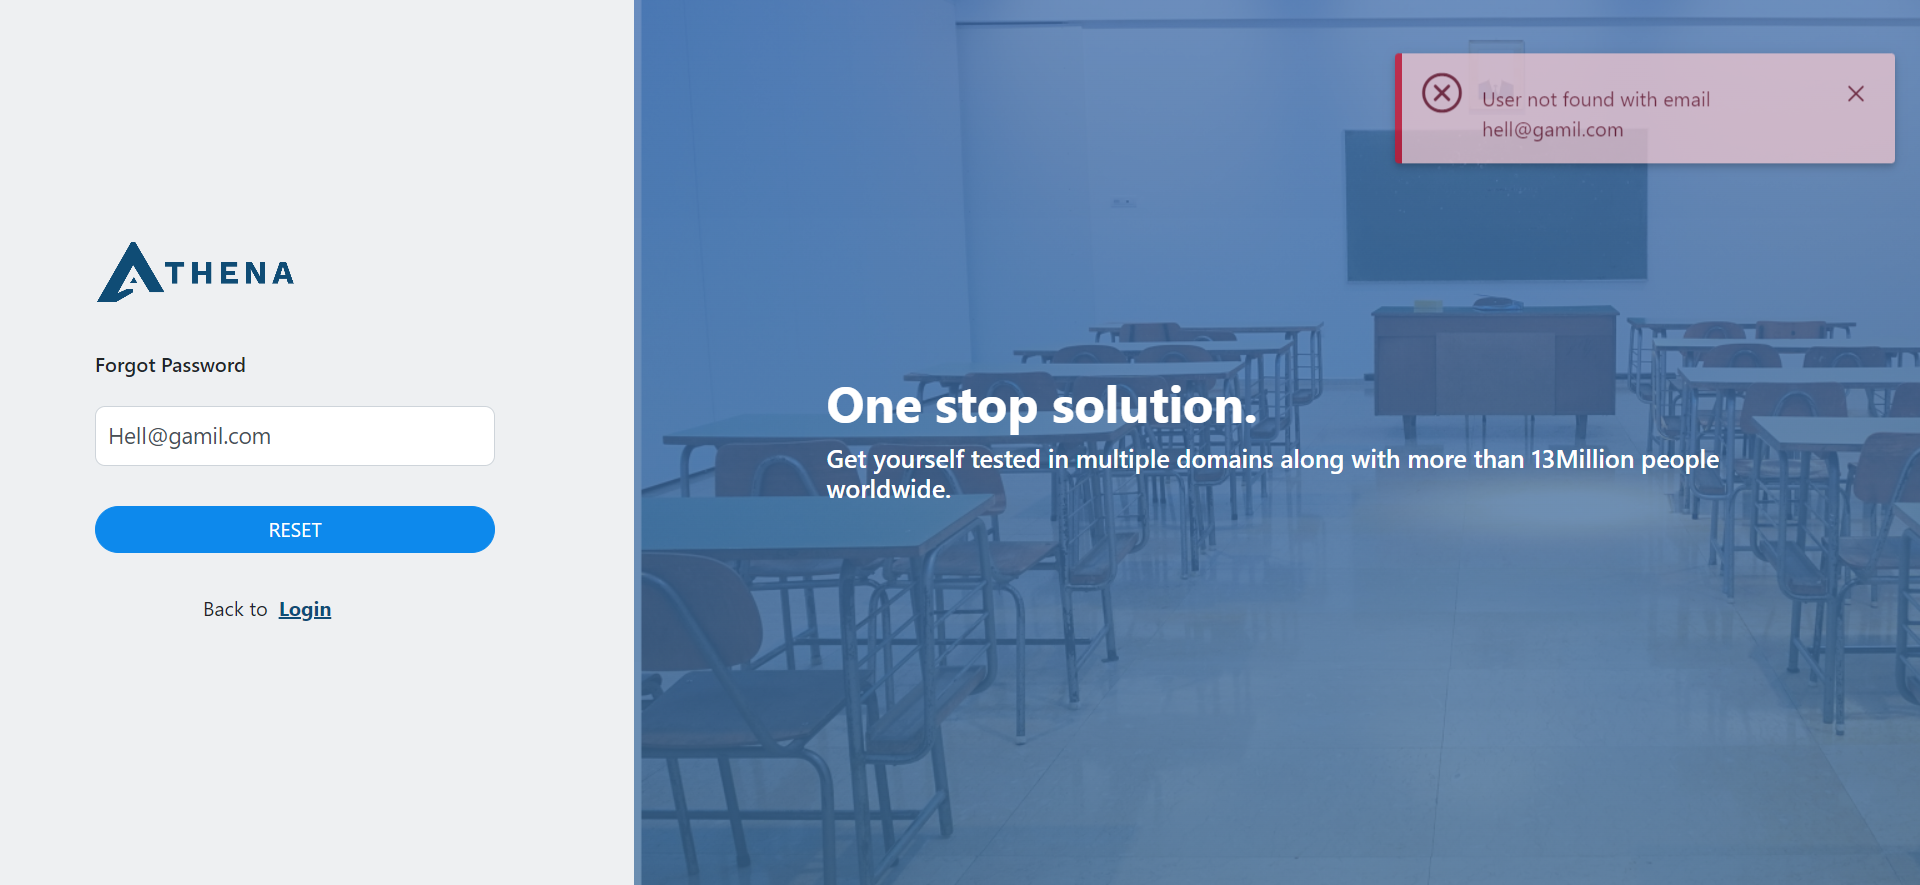 ATHENA
Forgot Password
Hell@gamil.com
RESET
Back to Login
One stop solution.
Get yourself tested in multiple domains along with more than 13Million people
worldwide.
User not found with email
hell@gamil.com